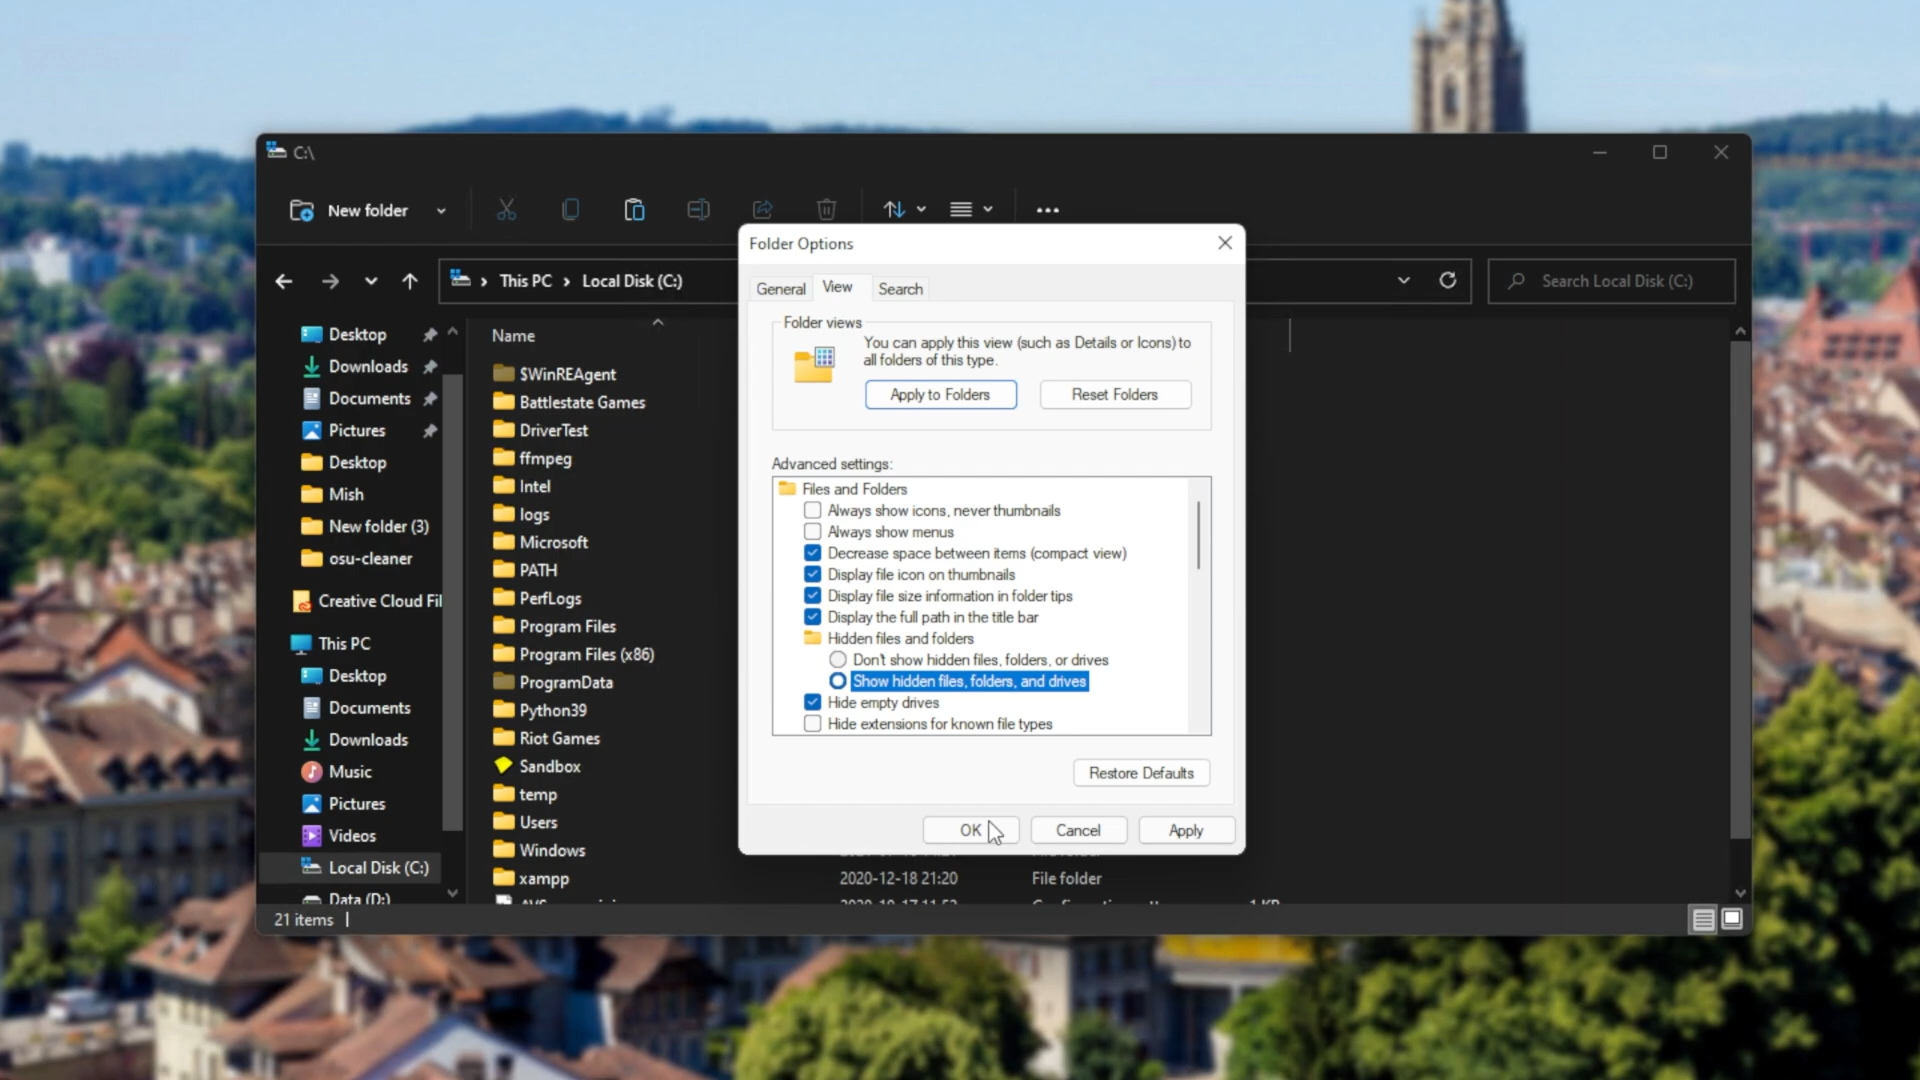 C:\
New folder
This PC
Local Disk (C:)
Search Local Disk (C:)
Desktop
Downloads
Documents
Pictures
Desktop
Mish
New folder (3)
osu-cleaner
Creative Cloud Fil
This PC
Desktop
Documents
Downloads
Music
Pictures
Videos
Local Disk (C:)
Data (D:)
Name
$WinREAgent
Battlestate Games
DriverTest
ffmpeg
Intel
logs
Microsoft
PATH
PerfLogs
Program Files
Program Files (x86)
ProgramData
Python39
Riot Games
Sandbox
temp
Users
Windows
xampp
2020-12-18 21:20
File folder
1 KB
21 items
Folder Options
General
View
Search
Folder views
You can apply this view (such as Details or Icons) to
all folders of this type.
Apply to Folders
Reset Folders
Advanced settings:
Files and Folders
Always show icons, never thumbnails
Always show menus
Decrease space between items (compact view)
Display file icon on thumbnails
Display file size information in folder tips
Display the full path in the title bar
Hidden files and folders
Don't show hidden files, folders, or drives
Show hidden files, folders, and drives
Hide empty drives
Hide extensions for known file types
Restore Defaults
OK
Cancel
Apply